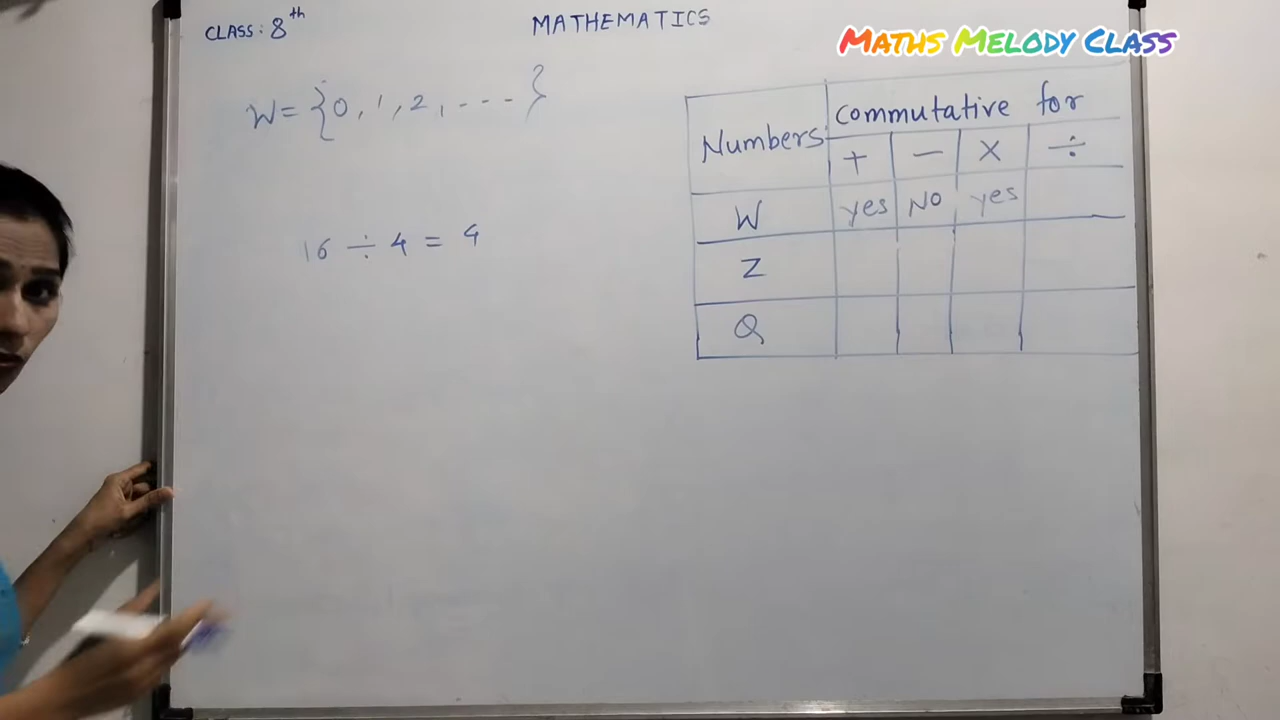 CLASS: 8th
MATHEMATICS
MATHS MELODY CLASS
W = {0, 1, 2, - - - }
16 ÷ 4 = 4
Numbers commutative for
+ − × ÷
W yes NO yes
Z
Q